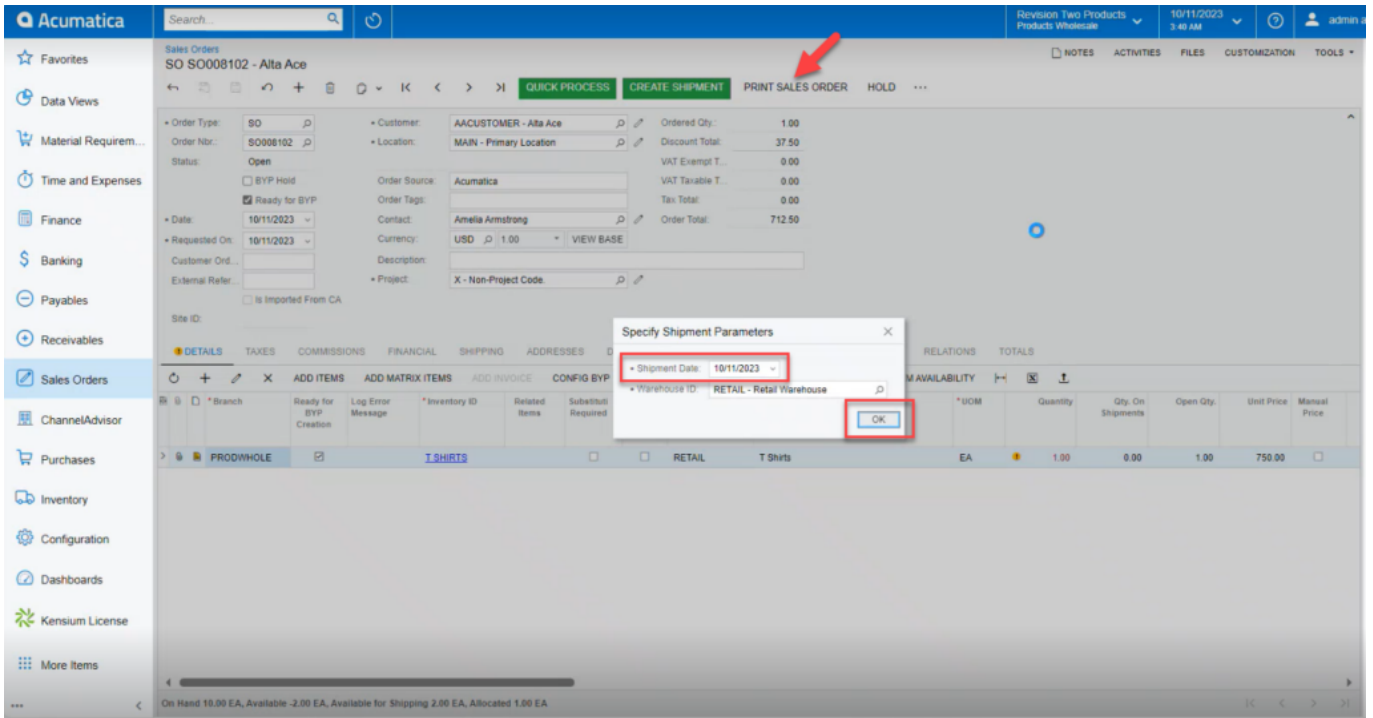 Acumatica
Search...
Revision Two Products
Products Wholesale
10/11/2023
3:40 AM
admin a
Favorites
Data Views
Material Requirem...
Time and Expenses
Finance
Banking
Payables
Receivables
Sales Orders
ChannelAdvisor
Purchases
Inventory
Configuration
Dashboards
Kensium License
More Items
Sales Orders
SO SO008102 - Alta Ace
NOTES ACTIVITIES FILES CUSTOMIZATION TOOLS
QUICK PROCESS CREATE SHIPMENT PRINT SALES ORDER HOLD ...
Order Type: SO Customer: AACUSTOMER - Alta Ace Ordered Qty.: 1.00
Order Nbr.: SO008102 Location: MAIN - Primary Location Discount Total: 37.50
Status: Open VAT Exempt T... 0.00
BYP Hold Order Source: Acumatica VAT Taxable T... 0.00
Ready for BYP Order Tags: Tax Total: 0.00
Date: 10/11/2023 Contact: Amelia Armstrong Order Total: 712.50
Requested On: 10/11/2023 Currency: USD 1.00 VIEW BASE
Customer Ord... Description:
External Refer... Project: X - Non-Project Code.
Is Imported From CA
Site ID:
DETAILS TAXES COMMISSIONS FINANCIAL SHIPPING ADDRESSES D RELATIONS TOTALS
ADD ITEMS ADD MATRIX ITEMS ADD INVOICE CONFIG BYP M AVAILABILITY
Specify Shipment Parameters
Shipment Date: 10/11/2023
Warehouse ID: RETAIL - Retail Warehouse
OK
*Branch Ready for Log Error *Inventory ID Related Substituti *UOM Quantity Qty. On Open Qty. Unit Price Manual
BYP Message Items Required Shipments Price
Creation
PRODWHOLE T SHIRTS RETAIL T Shirts EA 1.00 0.00 1.00 750.00
On Hand 10.00 EA, Available -2.00 EA, Available for Shipping 2.00 EA, Allocated 1.00 EA